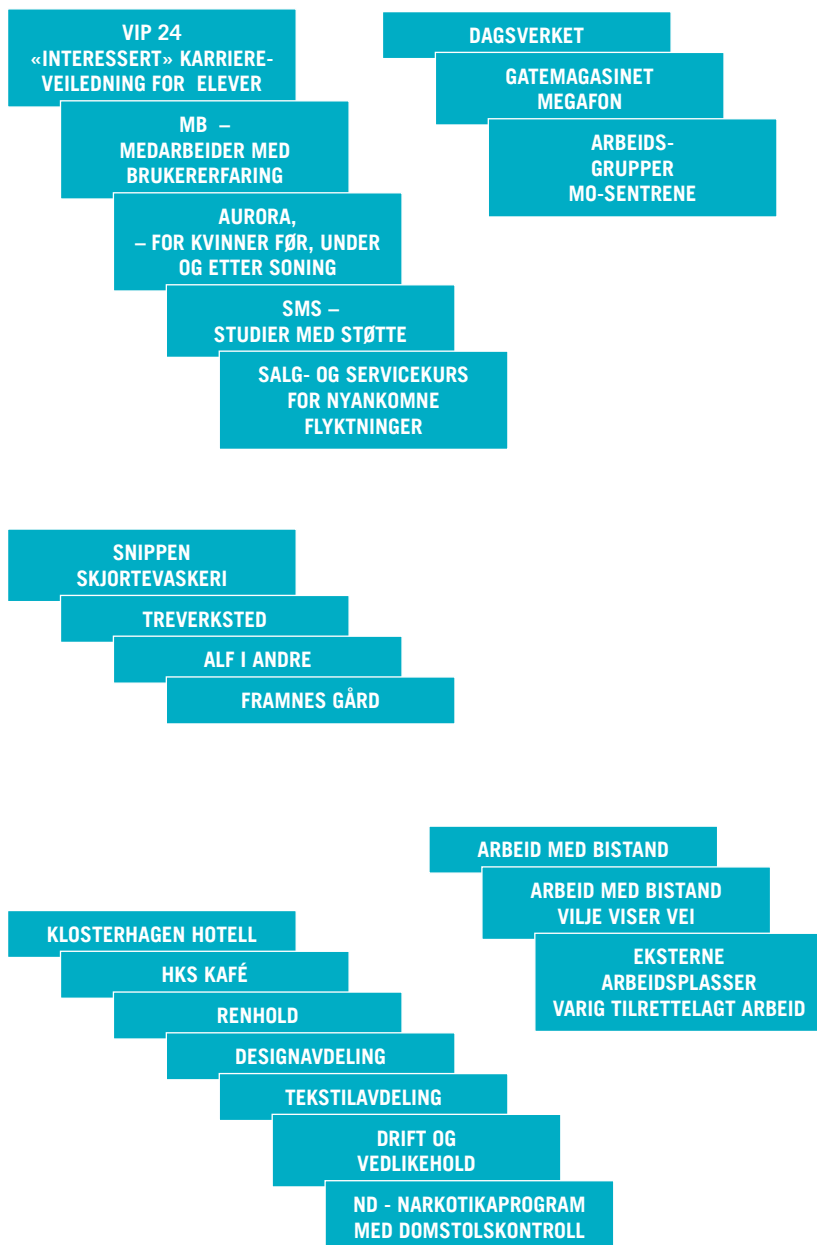 VIP 24
«INTERESSERT» KARRIERE-
VEILEDNING FOR ELEVER
MB –
MEDARBEIDER MED
BRUKERERFARING
AURORA,
– FOR KVINNER FØR, UNDER
OG ETTER SONING
SMS –
STUDIER MED STØTTE
SALG- OG SERVICEKURS
FOR NYANKOMNE
FLYKTNINGER
DAGSVERKET
GATEMAGASINET
MEGAFON
ARBEIDS-
GRUPPER
MO-SENTRENE
SNIPPEN
SKJORTEVASKERI
TREVERKSTED
ALF I ANDRE
FRAMNES GÅRD
ARBEID MED BISTAND
ARBEID MED BISTAND
VILJE VISER VEI
EKSTERNE
ARBEIDSPLASSER
VARIG TILRETTELAGT ARBEID
KLOSTERHAGEN HOTELL
HKS KAFÉ
RENHOLD
DESIGNAVDELING
TEKSTILAVDELING
DRIFT OG
VEDLIKEHOLD
ND - NARKOTIKAPROGRAM
MED DOMSTOLSKONTROLL